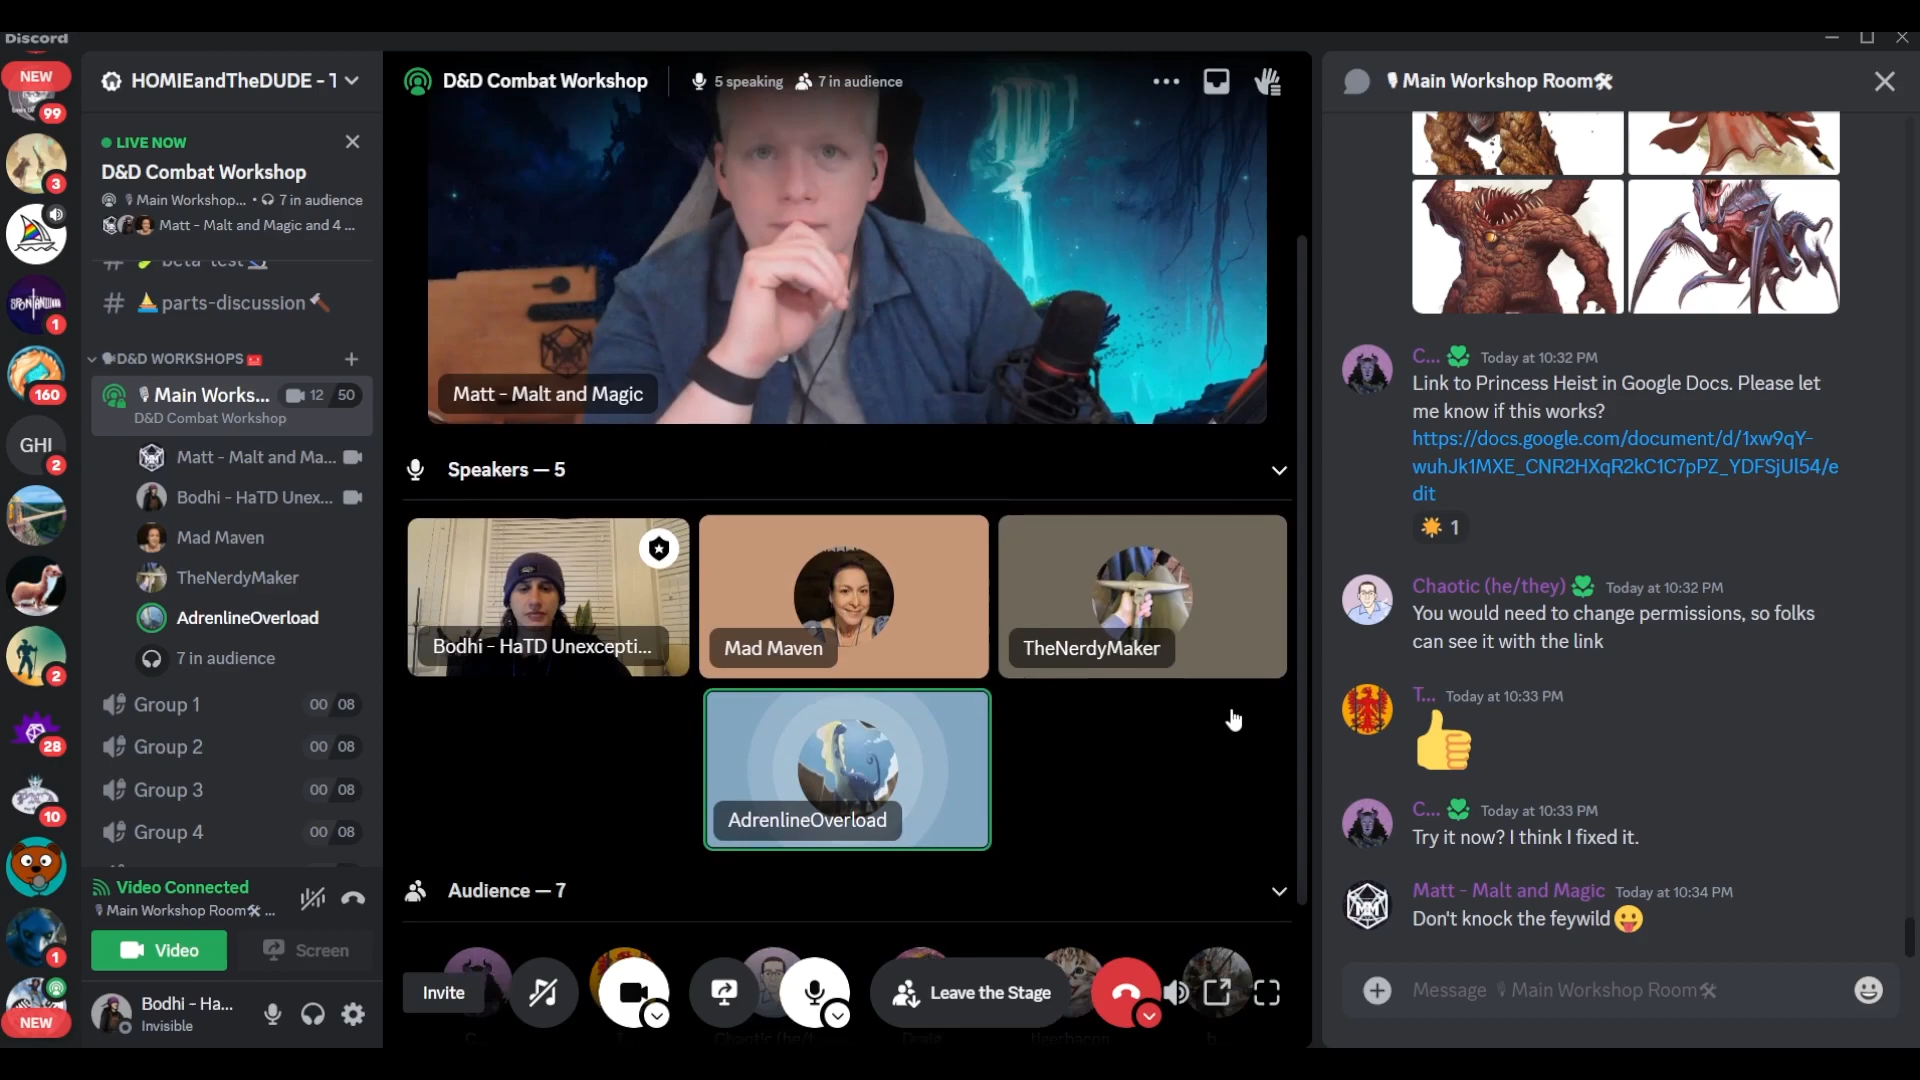 Discord
NEW
99
3
SPONTANIUM
1
160
GHI
2
2
28
10
1
NEW
HOMIEandTheDUDE - T
LIVE NOW
D&D Combat Workshop
Main Workshop... • 7 in audience
Matt - Malt and Magic and 4 ...
beta-test
parts-discussion
D&D WORKSHOPS
Main Works... 12 50
D&D Combat Workshop
Matt - Malt and Ma...
Bodhi - HaTD Unex...
Mad Maven
TheNerdyMaker
AdrenlineOverload
7 in audience
Group 1 00 08
Group 2 00 08
Group 3 00 08
Group 4 00 08
Video Connected
Main Workshop Room ...
Video
Screen
Bodhi - Ha...
Invisible
D&D Combat Workshop
5 speaking 7 in audience
Matt - Malt and Magic
Speakers — 5
Bodhi - HaTD Unexcepti...
Mad Maven
TheNerdyMaker
AdrenlineOverload
Audience — 7
Invite
Leave the Stage
Main Workshop Room
C... Today at 10:32 PM
Link to Princess Heist in Google Docs. Please let
me know if this works?
https://docs.google.com/document/d/1xw9qY-
wuhJk1MXE_CNR2HXqR2kC1C7pPZ_YDFSjUl54/e
dit
1
Chaotic (he/they) Today at 10:32 PM
You would need to change permissions, so folks
can see it with the link
T... Today at 10:33 PM
C... Today at 10:33 PM
Try it now? I think I fixed it.
Matt - Malt and Magic Today at 10:34 PM
Don't knock the feywild
Message Main Workshop Room